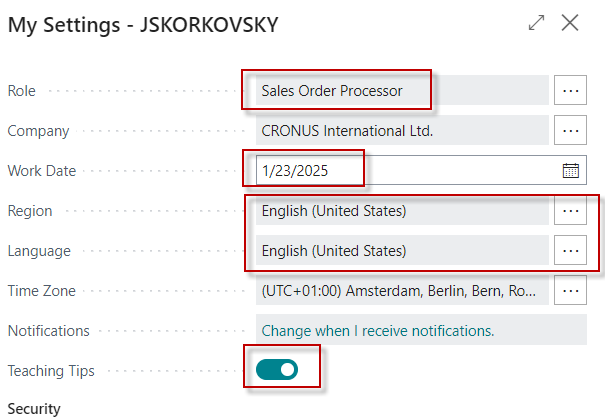 My Settings - JSKORKOVSKY
Role Sales Order Processor ...
Company CRONUS International Ltd. ...
Work Date 1/23/2025
Region English (United States) ...
Language English (United States) ...
Time Zone (UTC+01:00) Amsterdam, Berlin, Bern, Ro... ...
Notifications Change when I receive notifications.
Teaching Tips
Security